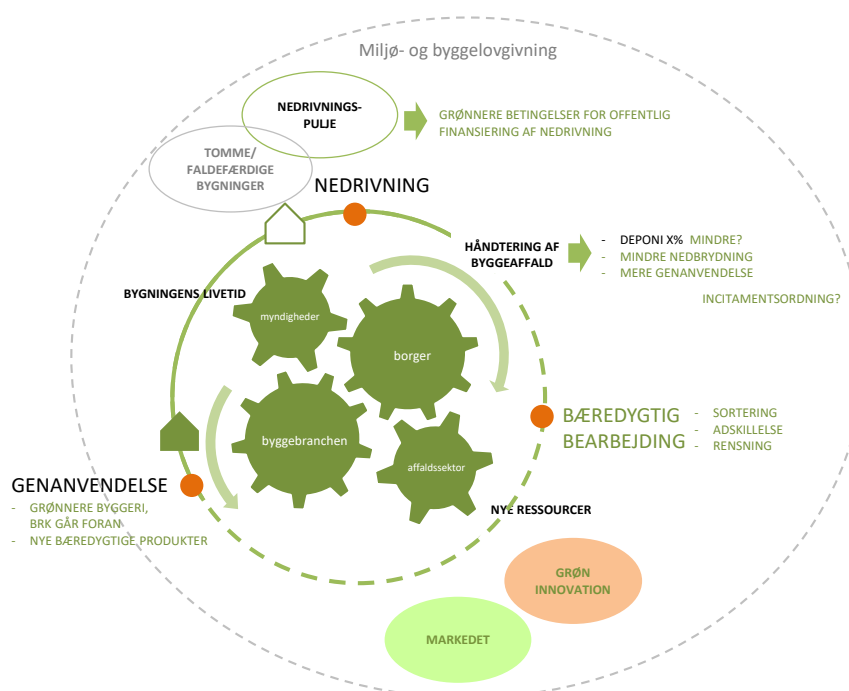 Miljø- og byggelovgivning
NEDRIVNINGS-
PULJE
GRØNNERE BETINGELSER FOR OFFENTLIG
FINANSIERING AF NEDRIVNING
TOMME/
FALDEFÆRDIGE
BYGNINGER
NEDRIVNING
HÅNDTERING AF
BYGGEAFFALD
- DEPONI X% MINDRE?
- MINDRE NEDBRYDNING
- MERE GENANVENDELSE
INCITAMENTSORDNING?
BYGNINGENS LIVETID
myndigheder
borger
byggebranchen
affaldssektor
BÆREDYGTIG
BEARBEJDING
- SORTERING
- ADSKILLELSE
- RENSNING
GENANVENDELSE
- GRØNNERE BYGGERI,
BRK GÅR FORAN
- NYE BÆREDYGTIGE PRODUKTER
NYE RESSOURCER
GRØN
INNOVATION
MARKEDET